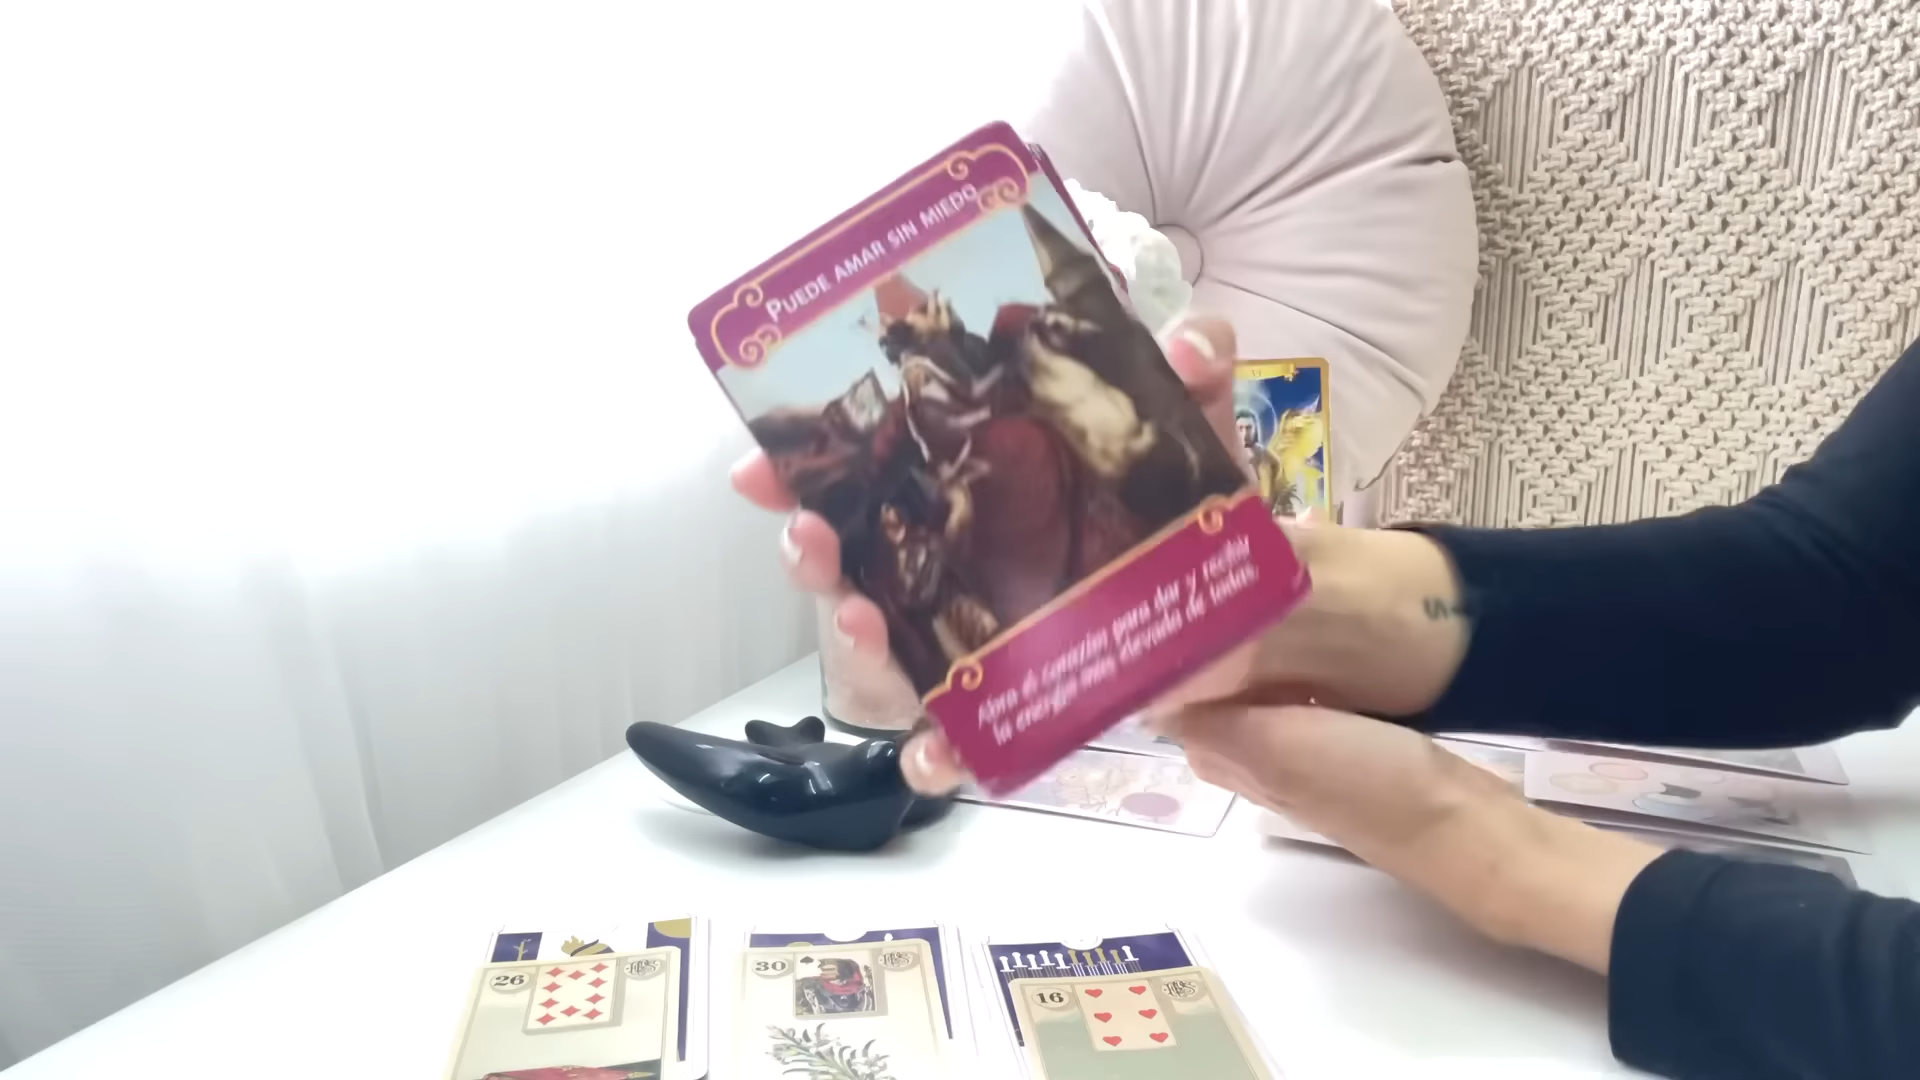 PUEDE AMAR SIN MIEDO
Abra el corazón para dar y recibir
la energía más elevada de todas.
VI
26
30
16